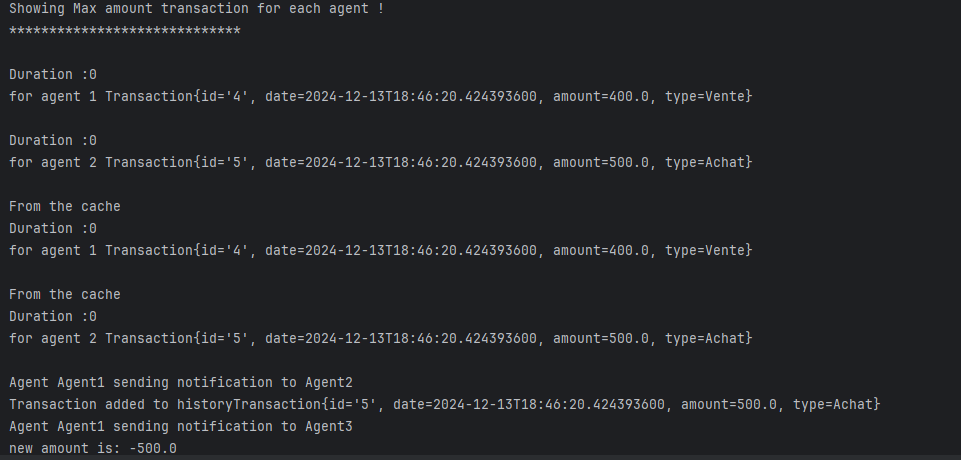 Showing Max amount transaction for each agent !
*****************************
Duration :0
for agent 1 Transaction{id='4', date=2024-12-13T18:46:20.424393600, amount=400.0, type=Vente}
Duration :0
for agent 2 Transaction{id='5', date=2024-12-13T18:46:20.424393600, amount=500.0, type=Achat}
From the cache
Duration :0
for agent 1 Transaction{id='4', date=2024-12-13T18:46:20.424393600, amount=400.0, type=Vente}
From the cache
Duration :0
for agent 2 Transaction{id='5', date=2024-12-13T18:46:20.424393600, amount=500.0, type=Achat}
Agent Agent1 sending notification to Agent2
Transaction added to historyTransaction{id='5', date=2024-12-13T18:46:20.424393600, amount=500.0, type=Achat}
Agent Agent1 sending notification to Agent3
new amount is: -500.0